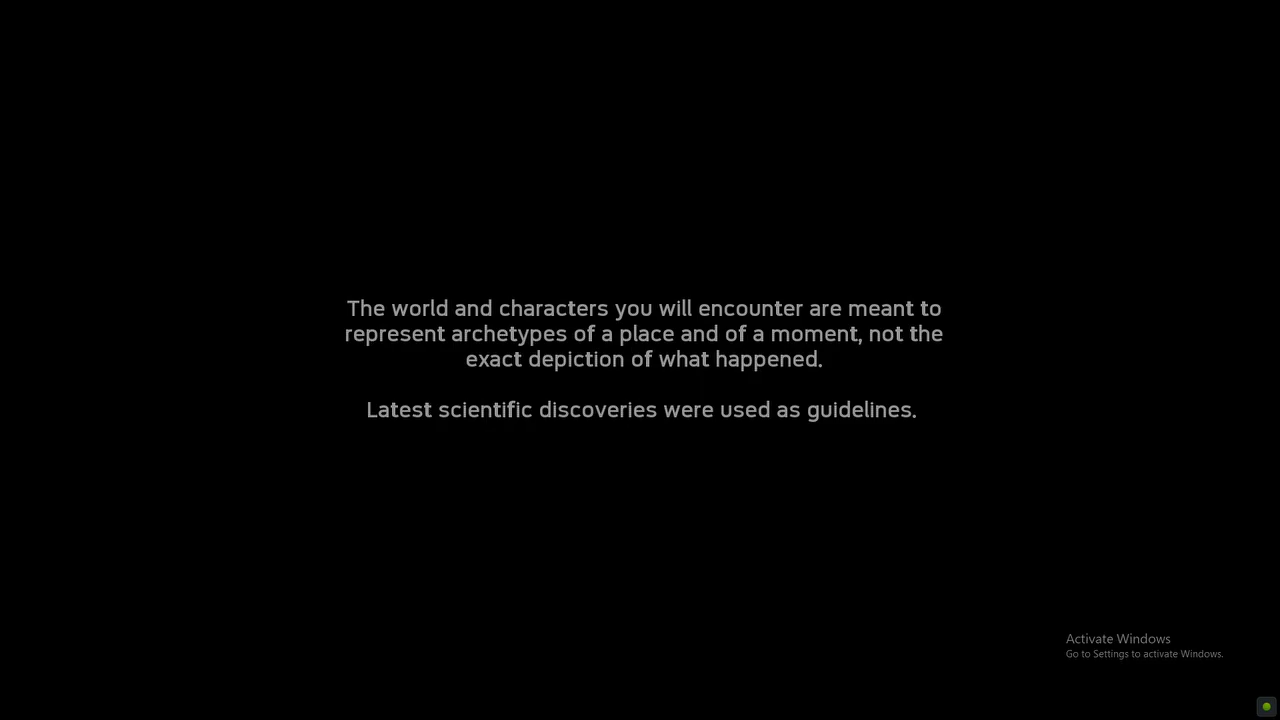 The world and characters you will encounter are meant to
represent archetypes of a place and of a moment, not the
exact depiction of what happened.
Latest scientific discoveries were used as guidelines.
Activate Windows
Go to Settings to activate Windows.